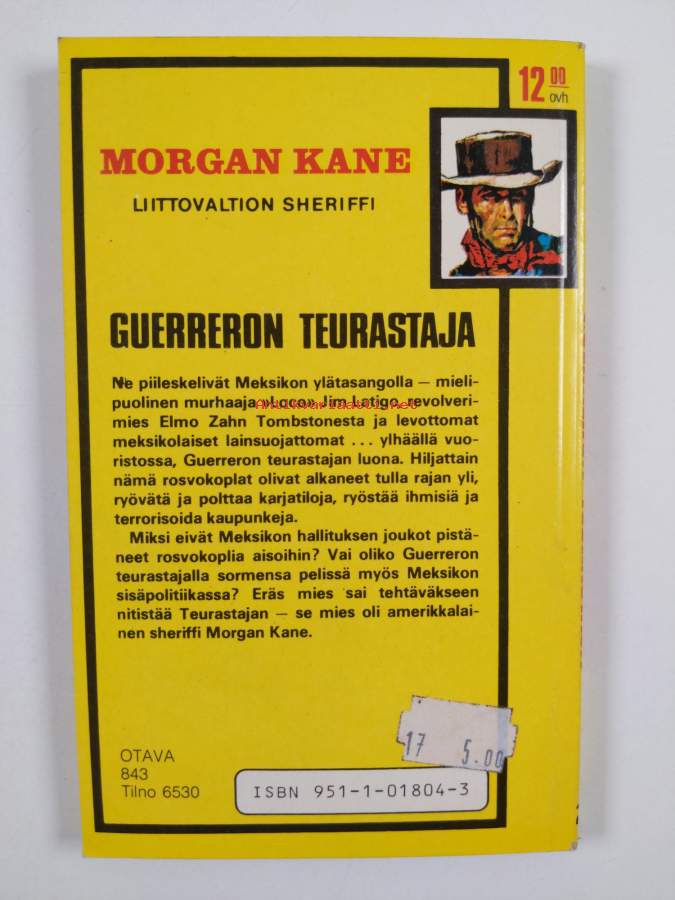 12 00
ovh
MORGAN KANE
LIITTOVALTION SHERIFFI
GUERRERON TEURASTAJA
Ne piileskelivät Meksikon ylätasangolla — mieli-
puolinen murhaaja »Loco» Jim Latigo, revolveri-
mies Elmo Zahn Tombstonesta ja levottomat
meksikolaiset lainsuojattomat ... ylhäällä vuo-
ristossa, Guerreron teurastajan luona. Hiljattain
nämä rosvokoplat olivat alkaneet tulla rajan yli,
ryövätä ja polttaa karjatiloja, ryöstää ihmisiä ja
terrorisoida kaupunkeja.
Miksi eivät Meksikon hallituksen joukot pistä-
neet rosvokoplia aisoihin? Vai oliko Guerreron
teurastajalla sormensa pelissä myös Meksikon
sisäpolitiikassa? Eräs mies sai tehtäväkseen
nitistää Teurastajan — se mies oli amerikkalai-
nen sheriffi Morgan Kane.
17 5.00
OTAVA
843
Tilno 6530
ISBN 951-1-01804-3